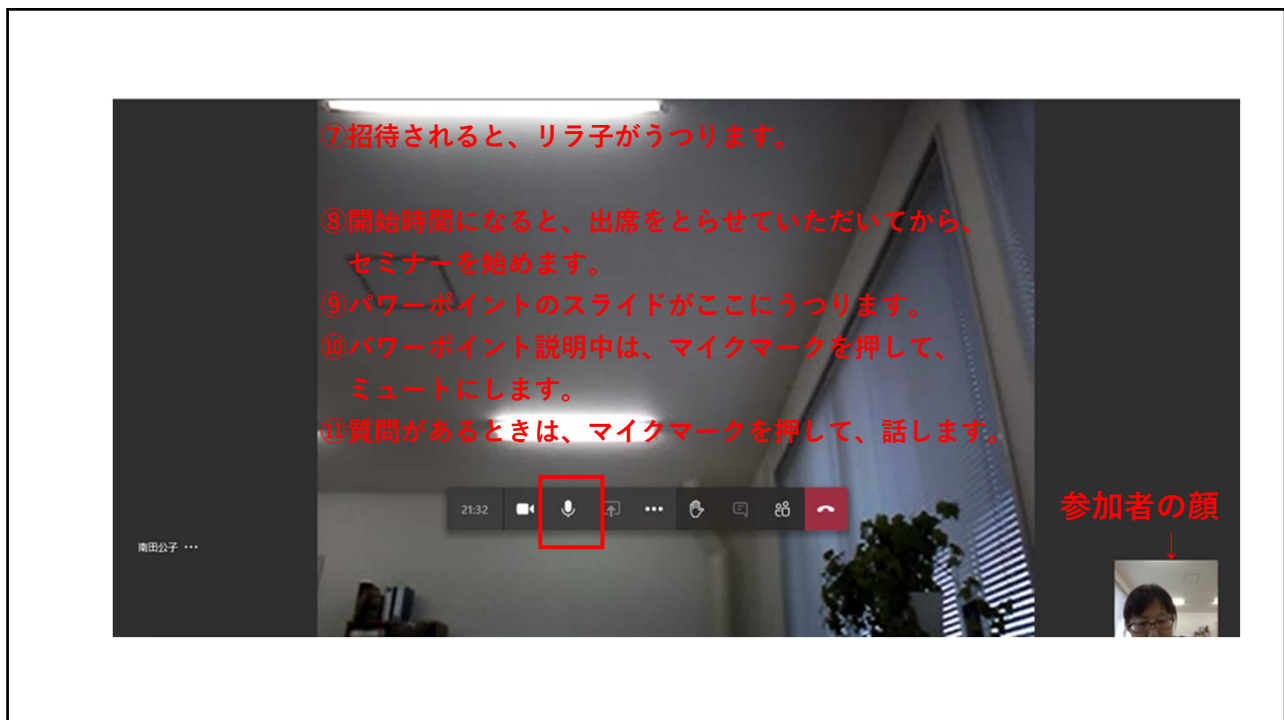 ⑦招待されると、リラ子がうつります。
⑧開始時間になると、出席をとらせていただいてから、
セミナーを始めます。
⑨パワーポイントのスライドがここにうつります。
⑩パワーポイント説明中は、マイクマークを押して、
ミュートにします。
⑪質問があるときは、マイクマークを押して、話します。
21:32
参加者の顔
↓
南田公子 •••